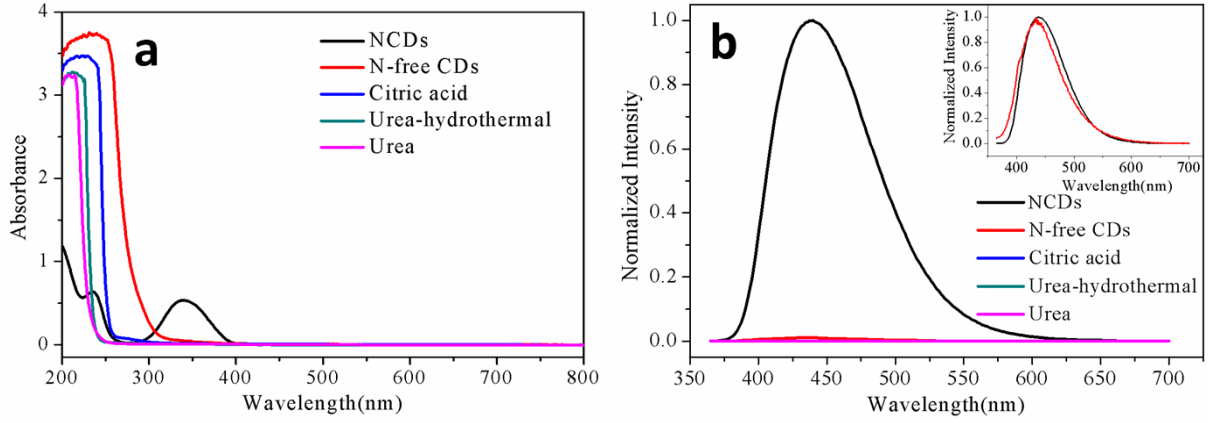 a
4
3
2
1
0
Absorbance
NCDs
N-free CDs
Citric acid
Urea-hydrothermal
Urea
200 300 400 500 600 700 800
Wavelength(nm)
b
1.0
0.8
0.6
0.4
0.2
0.0
Normalized Intensity
1.0
0.8
0.6
0.4
0.2
0.0
Normalized Intensity
400 500 600 700
Wavelength(nm)
NCDs
N-free CDs
Citric acid
Urea-hydrothermal
Urea
350 400 450 500 550 600 650 700
Wavelength(nm)